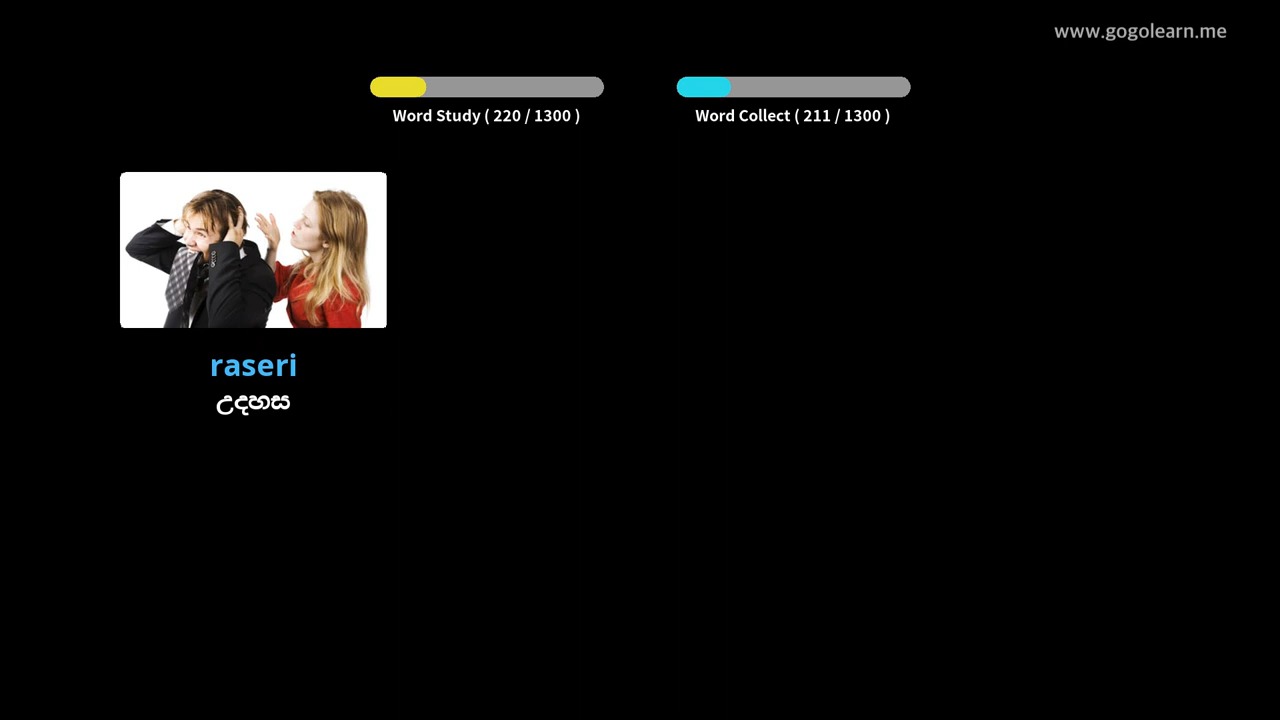 www.gogolearn.me
Word Study ( 220 / 1300 )
Word Collect ( 211 / 1300 )
raseri
උදහස